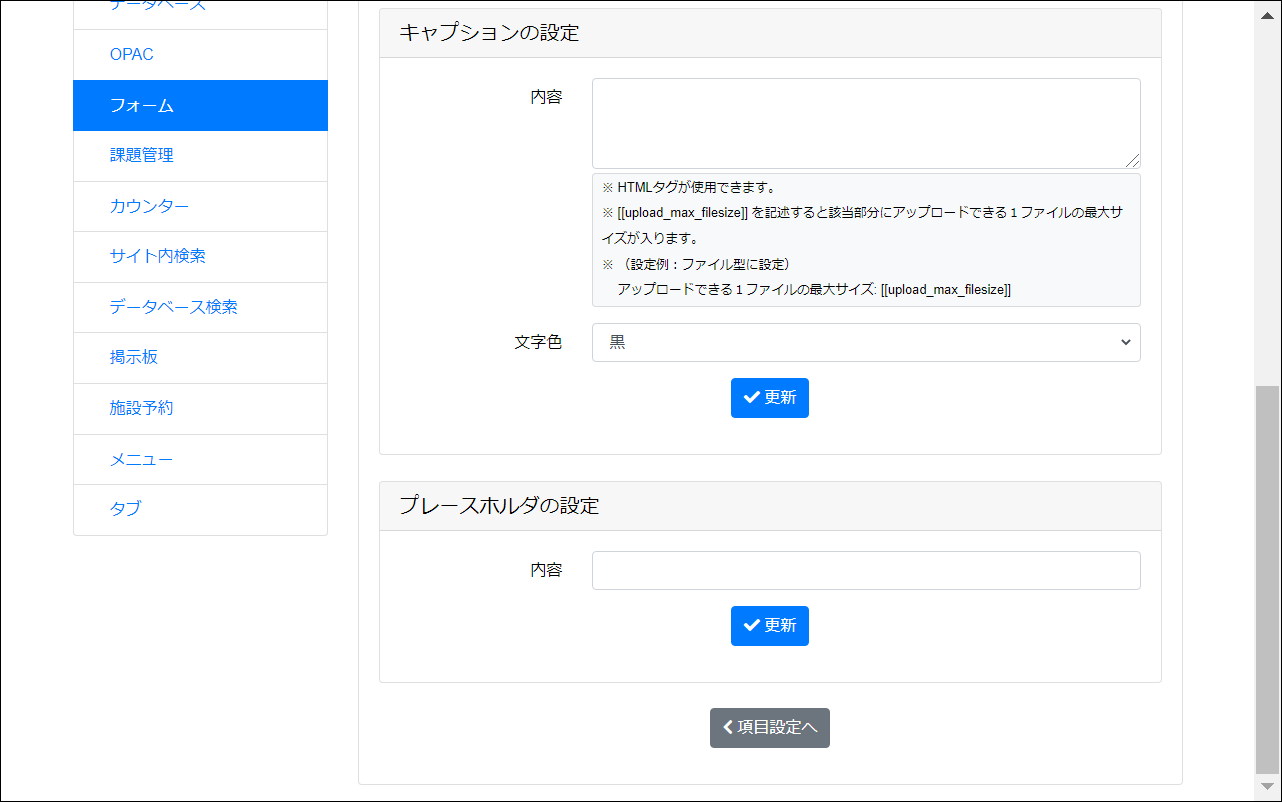 データベース
OPAC
フォーム
課題管理
カウンター
サイト内検索
データベース検索
掲示板
施設予約
メニュー
タブ
キャプションの設定
内容
※ HTMLタグが使用できます。
※ [[upload_max_filesize]] を記述すると該当部分にアップロードできる１ファイルの最大サ
イズが入ります。
※ （設定例：ファイル型に設定）
アップロードできる１ファイルの最大サイズ: [[upload_max_filesize]]
文字色
黒
更新
プレースホルダの設定
内容
更新
項目設定へ